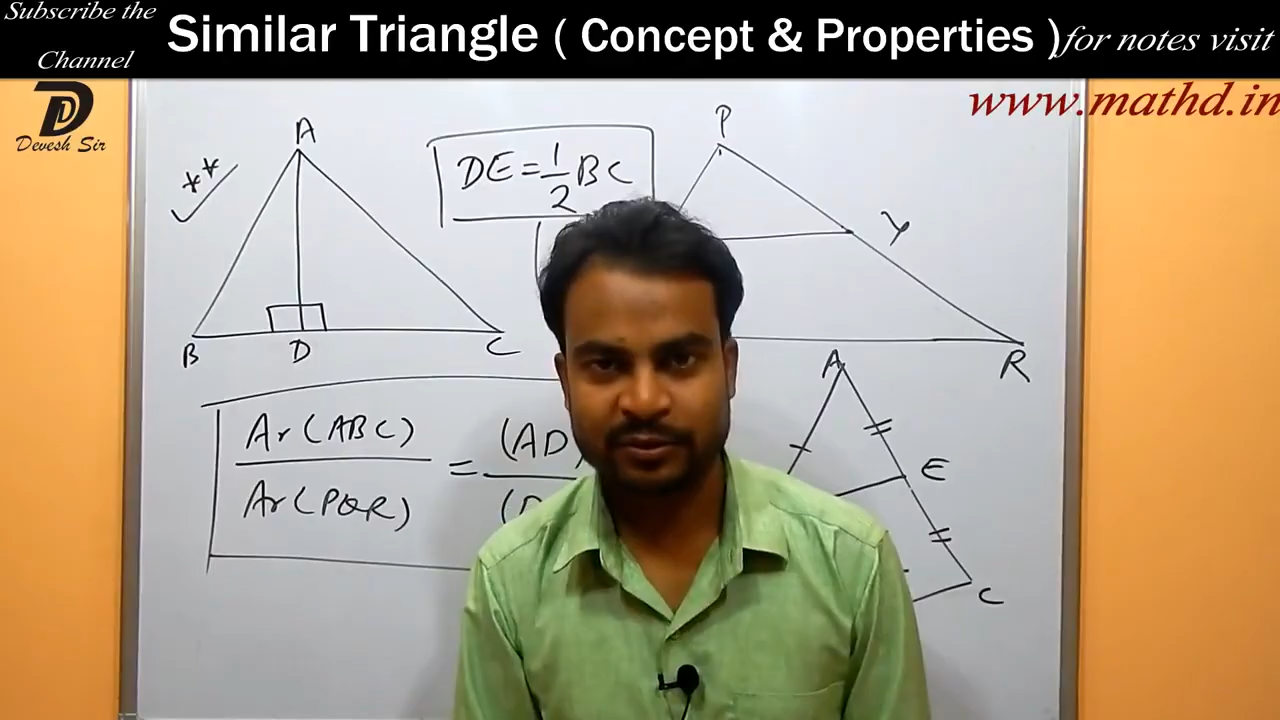 Subscribe the
Channel
Similar Triangle ( Concept & Properties )
for notes visit
www.mathd.in
D
Devesh Sir
A
**
B
D
C
DE = 1/2 BC
P
Y
R
Ar(ABC)
Ar(PQR)
=
(AD)
A
E
C